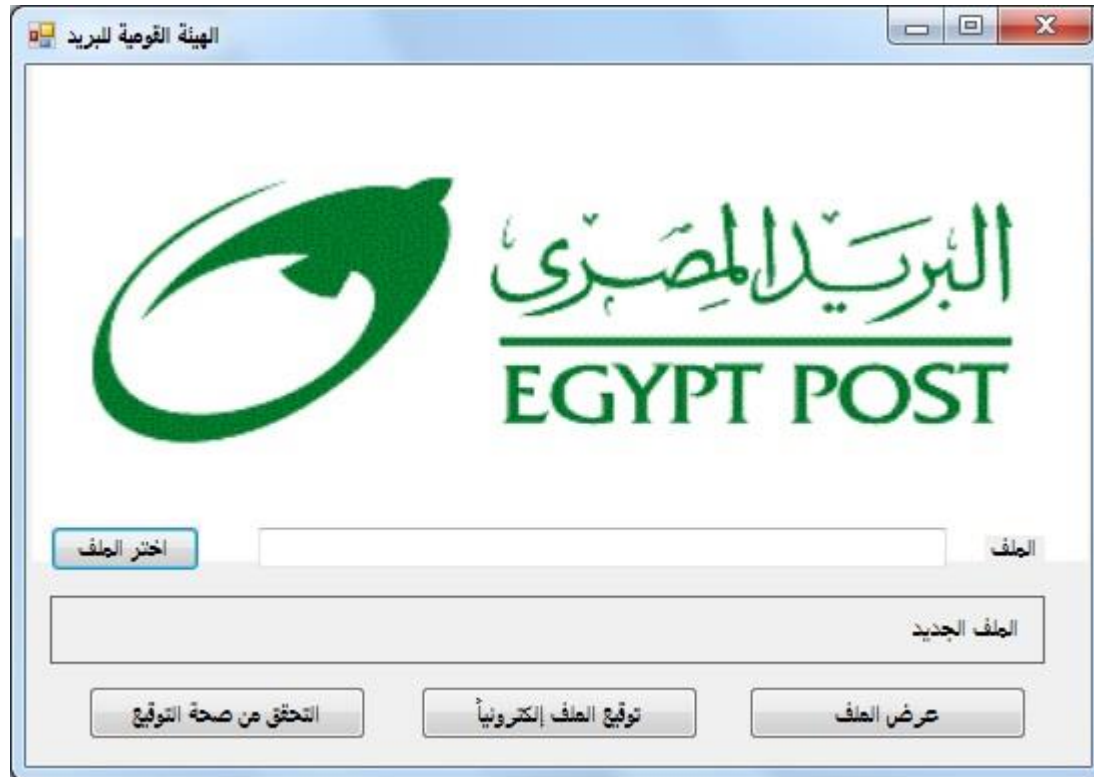 الهيئة القومية للبريد
البريد المصرى
EGYPT POST
الملف
اختر الملف
الملف الجديد
عرض الملف
توقيع الملف إلكترونياً
التحقق من صحة التوقيع